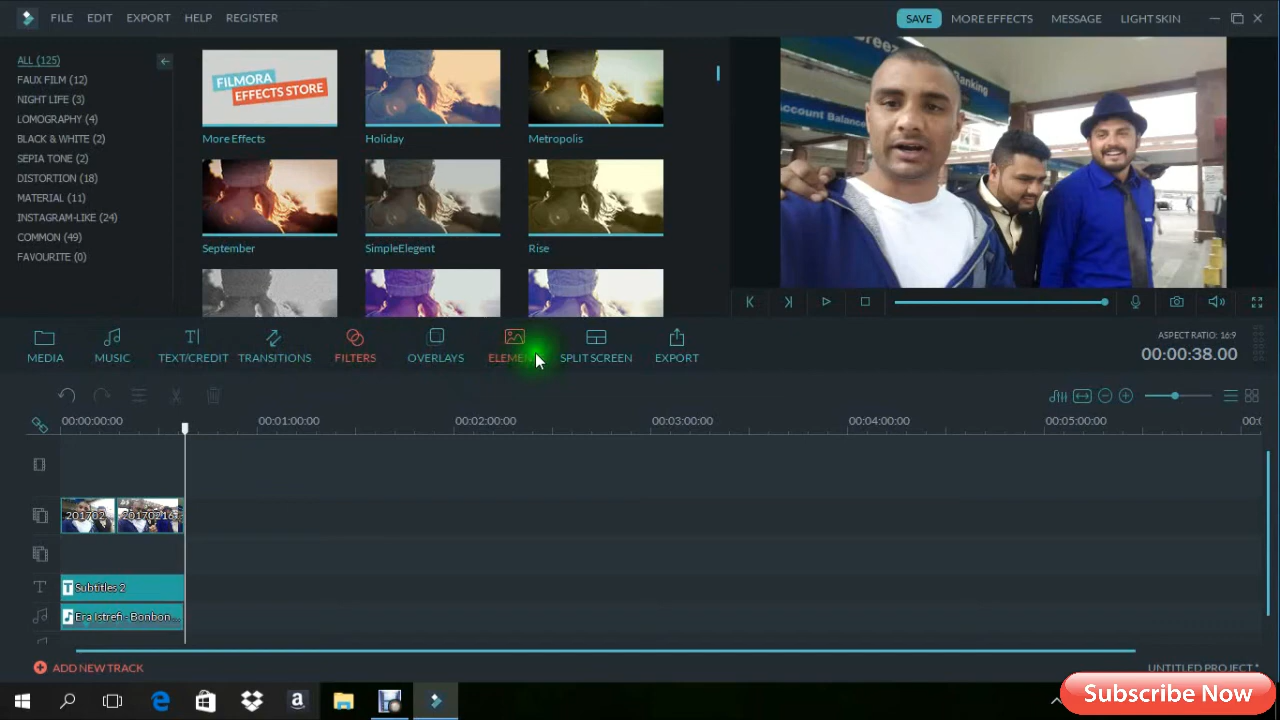 FILE EDIT EXPORT HELP REGISTER
SAVE MORE EFFECTS MESSAGE LIGHT SKIN
ALL (125)
FAUX FILM (12)
NIGHT LIFE (3)
LOMOGRAPHY (4)
BLACK & WHITE (2)
SEPIA TONE (2)
DISTORTION (18)
MATERIAL (11)
INSTAGRAM-LIKE (24)
COMMON (49)
FAVOURITE (0)
FILMORA
EFFECTS STORE
More Effects Holiday Metropolis
September SimpleElegent Rise
Banking
Account Balance
MEDIA MUSIC TEXT/CREDIT TRANSITIONS FILTERS OVERLAYS SPLIT SCREEN EXPORT
ASPECT RATIO: 16:9
00:00:38.00
00:00:00:00 00:01:00:00 00:02:00:00 00:03:00:00 00:04:00:00 00:05:00:00
T Subtitles 2
Era Istrefi - Bonbon...
ADD NEW TRACK
UNTITLED PROJECT *
Subscribe Now